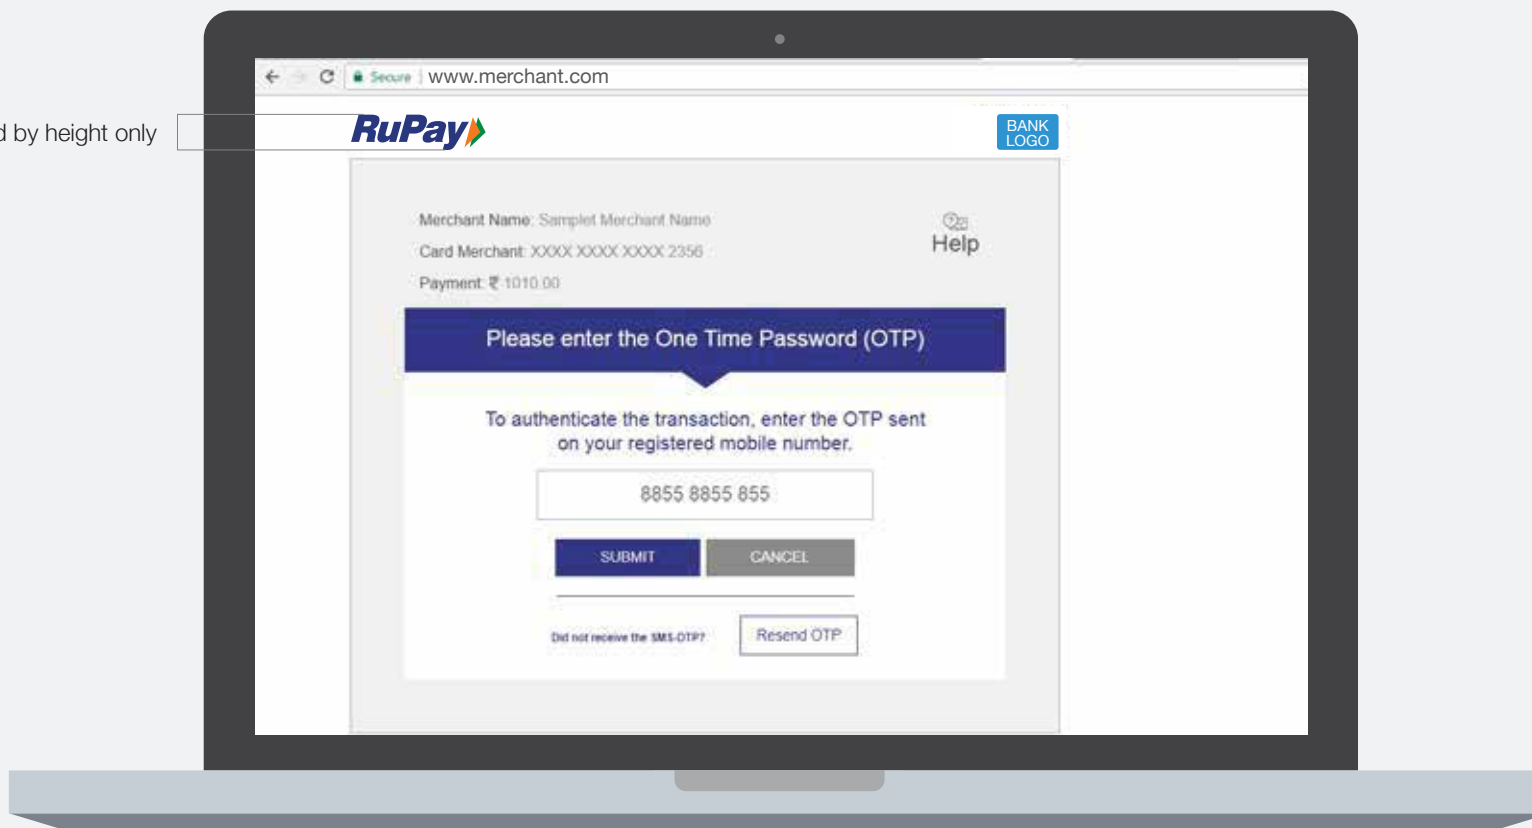 Secure | www.merchant.com
d by height only
RuPay
BANK
LOGO
Merchant Name: Samplet Merchant Name
Card Merchant: XXXX XXXX XXXX 2356
Payment: ₹ 1010.00
Help
Please enter the One Time Password (OTP)
To authenticate the transaction, enter the OTP sent
on your registered mobile number.
8855 8855 855
SUBMIT
CANCEL
Did not receive the SMS-OTP?
Resend OTP